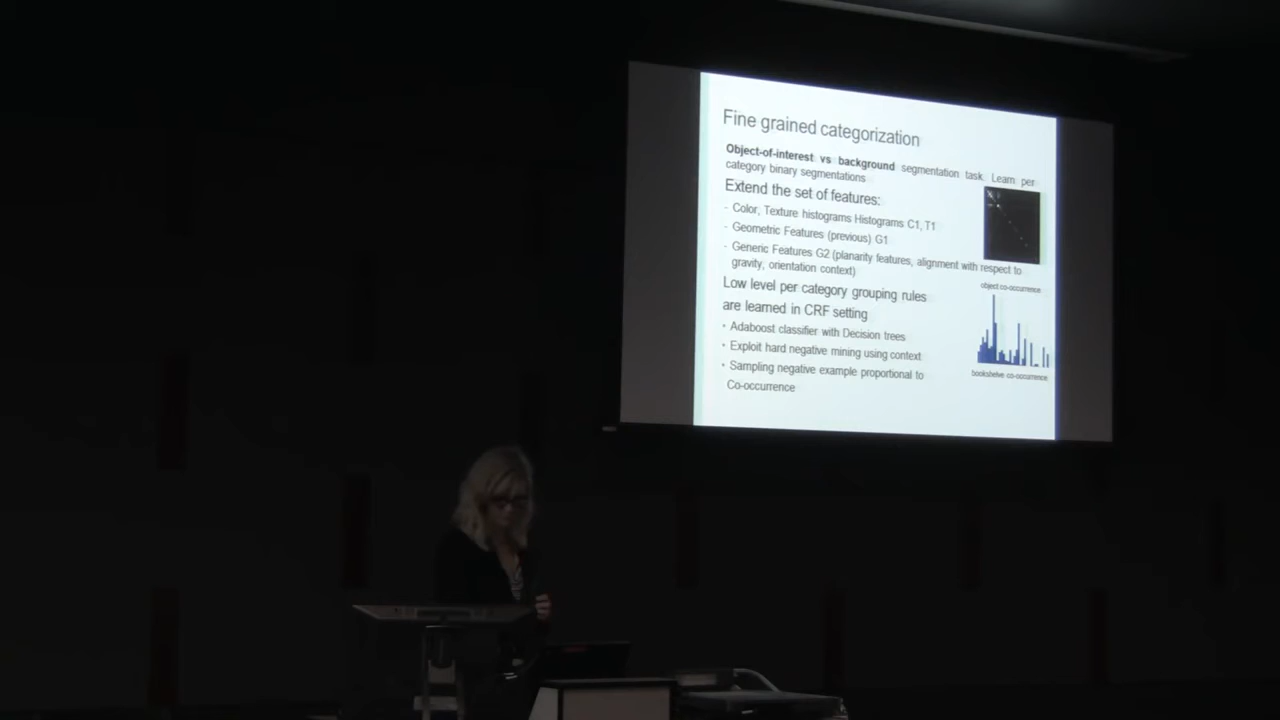 Fine grained categorization
Object-of-interest vs background segmentation task. Learn per
category binary segmentations
Extend the set of features:
- Color, Texture histograms Histograms C1, T1
- Geometric Features (previous) G1
- Generic Features G2 (planarity features, alignment with respect to
gravity, orientation context)
object co-occurrence
Low level per category grouping rules
are learned in CRF setting
• Adaboost classifier with Decision trees
• Exploit hard negative mining using context
• Sampling negative example proportional to
Co-occurrence
bookshelve co-occurrence